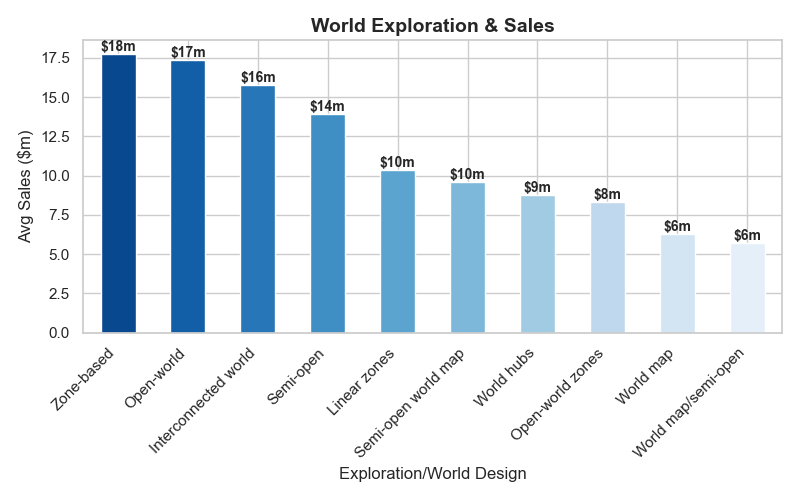 World Exploration & Sales
Avg Sales ($m)
17.5
15.0
12.5
10.0
7.5
5.0
2.5
0.0
$18m
$17m
$16m
$14m
$10m
$10m
$9m
$8m
$6m
$6m
Zone-based
Open-world
Interconnected world
Semi-open
Linear zones
Semi-open world map
World hubs
Open-world zones
World map
World map/semi-open
Exploration/World Design